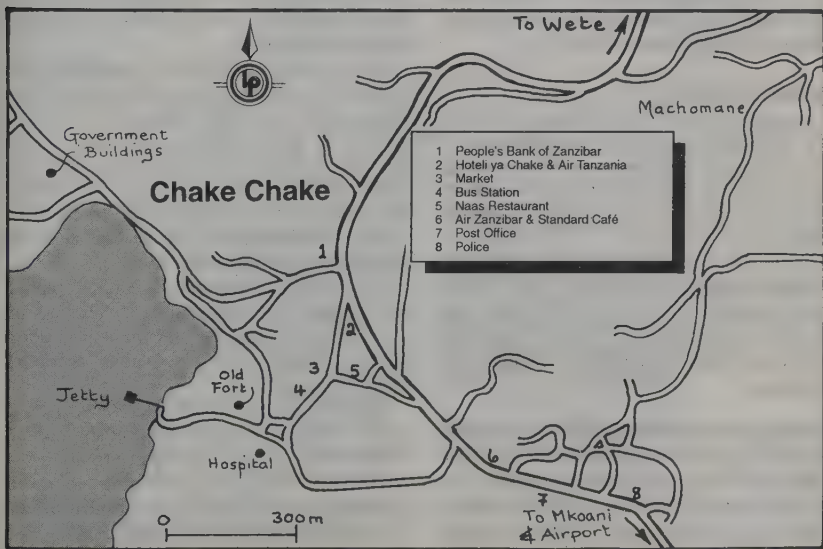 To Wete
lp
Machomane
Government
Buildings
Chake Chake
1 People's Bank of Zanzibar
2 Hoteli ya Chake & Air Tanzania
3 Market
4 Bus Station
5 Naas Restaurant
6 Air Zanzibar & Standard Café
7 Post Office
8 Police
1
2
3
4
5
Old
Fort
Jetty
Hospital
6
7
8
0 300m
To Mkoani
& Airport